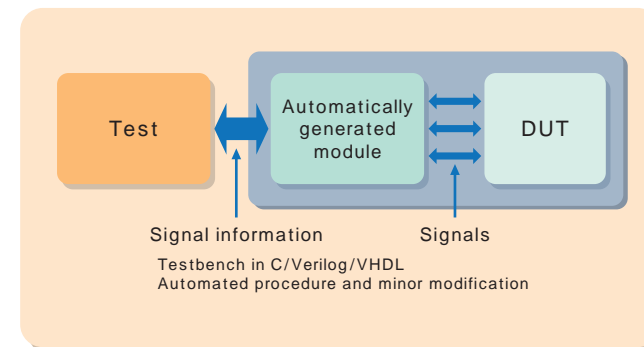 Test
Automatically
generated
module
DUT
Signal information
Signals
Testbench in C/Verilog/VHDL
Automated procedure and minor modification